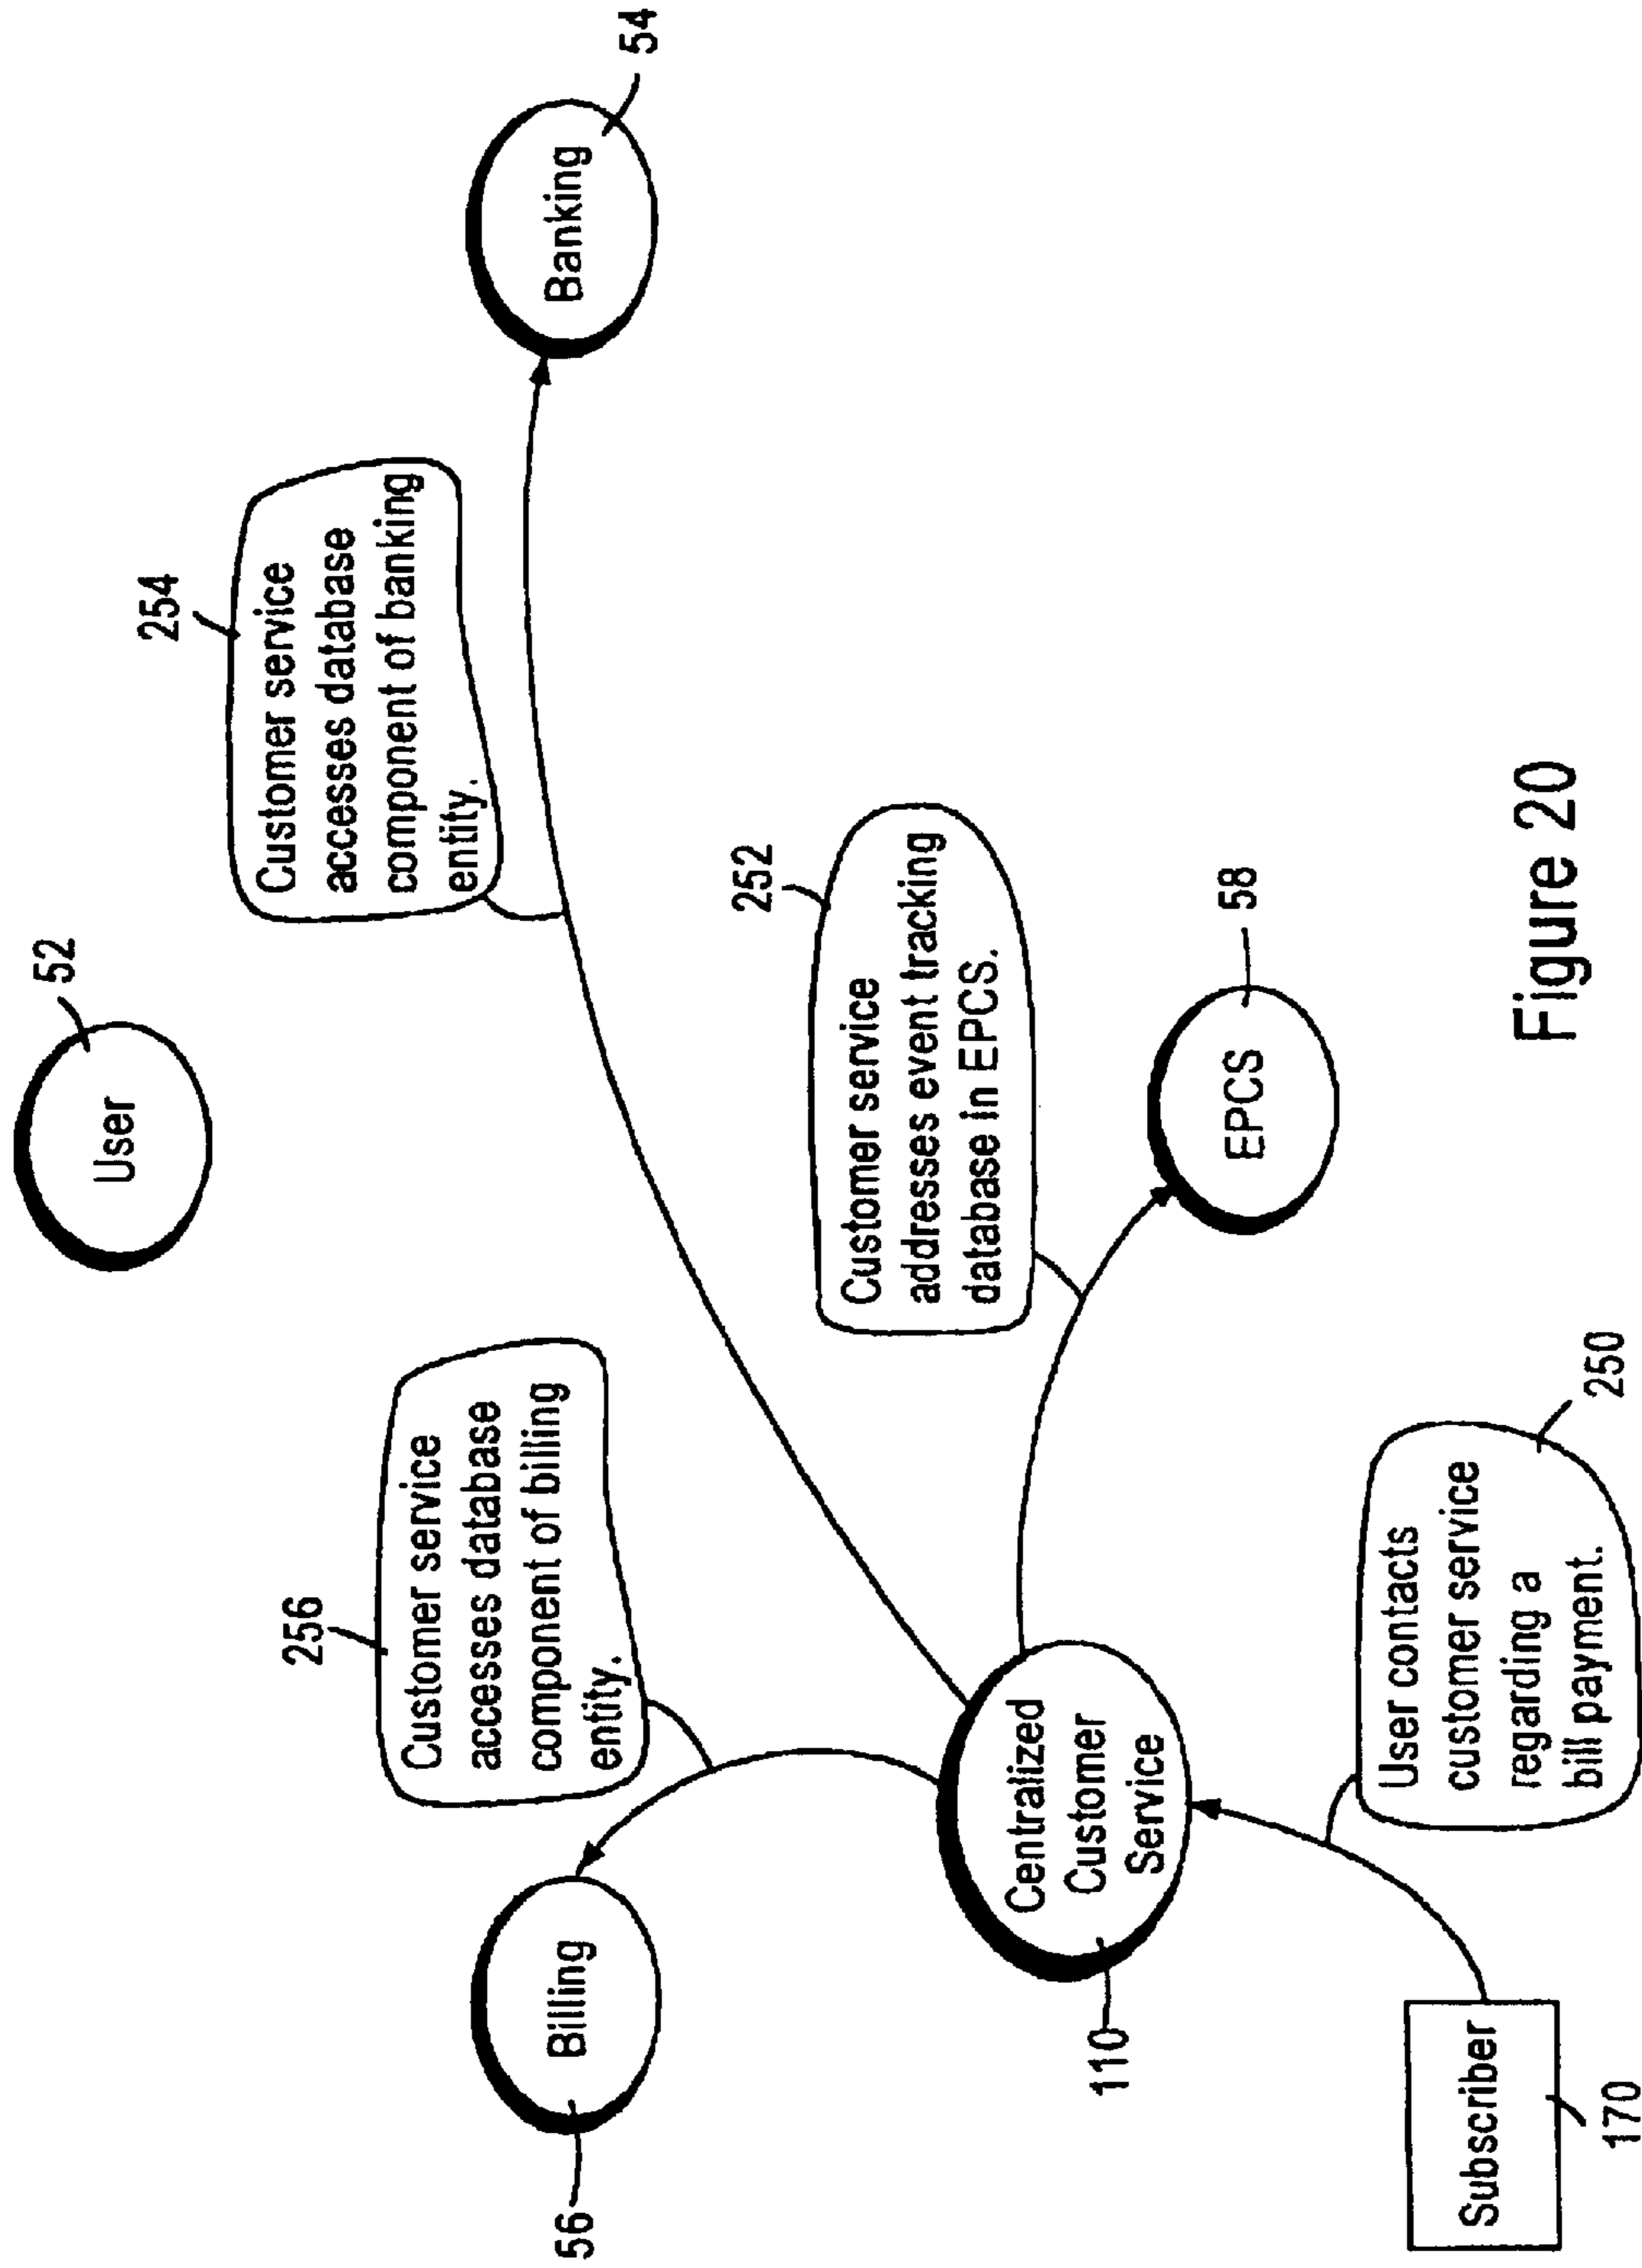 52
User
254
Customer service
accesses database
component of banking
entity.
54
Banking
256
Customer service
accesses database
component of billing
entity.
56
Billing
252
Customer service
addresses event tracking
database in EPCS.
58
EPCS
110
Centralized
Customer
Service
250
User contacts
customer service
regarding a
bill payment.
Subscriber
170
Figure 20